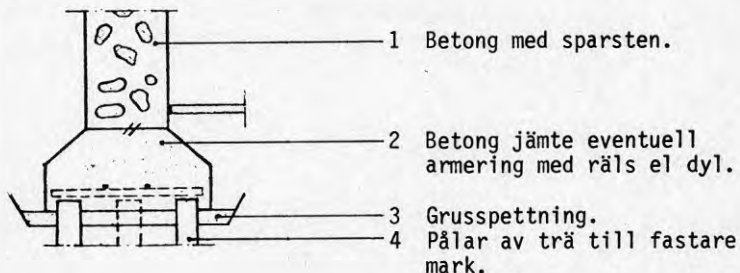 1 Betong med sparsten.
2 Betong jämte eventuell
armering med räls el dyl.
3 Grusspettning.
4 Pålar av trä till fastare
mark.